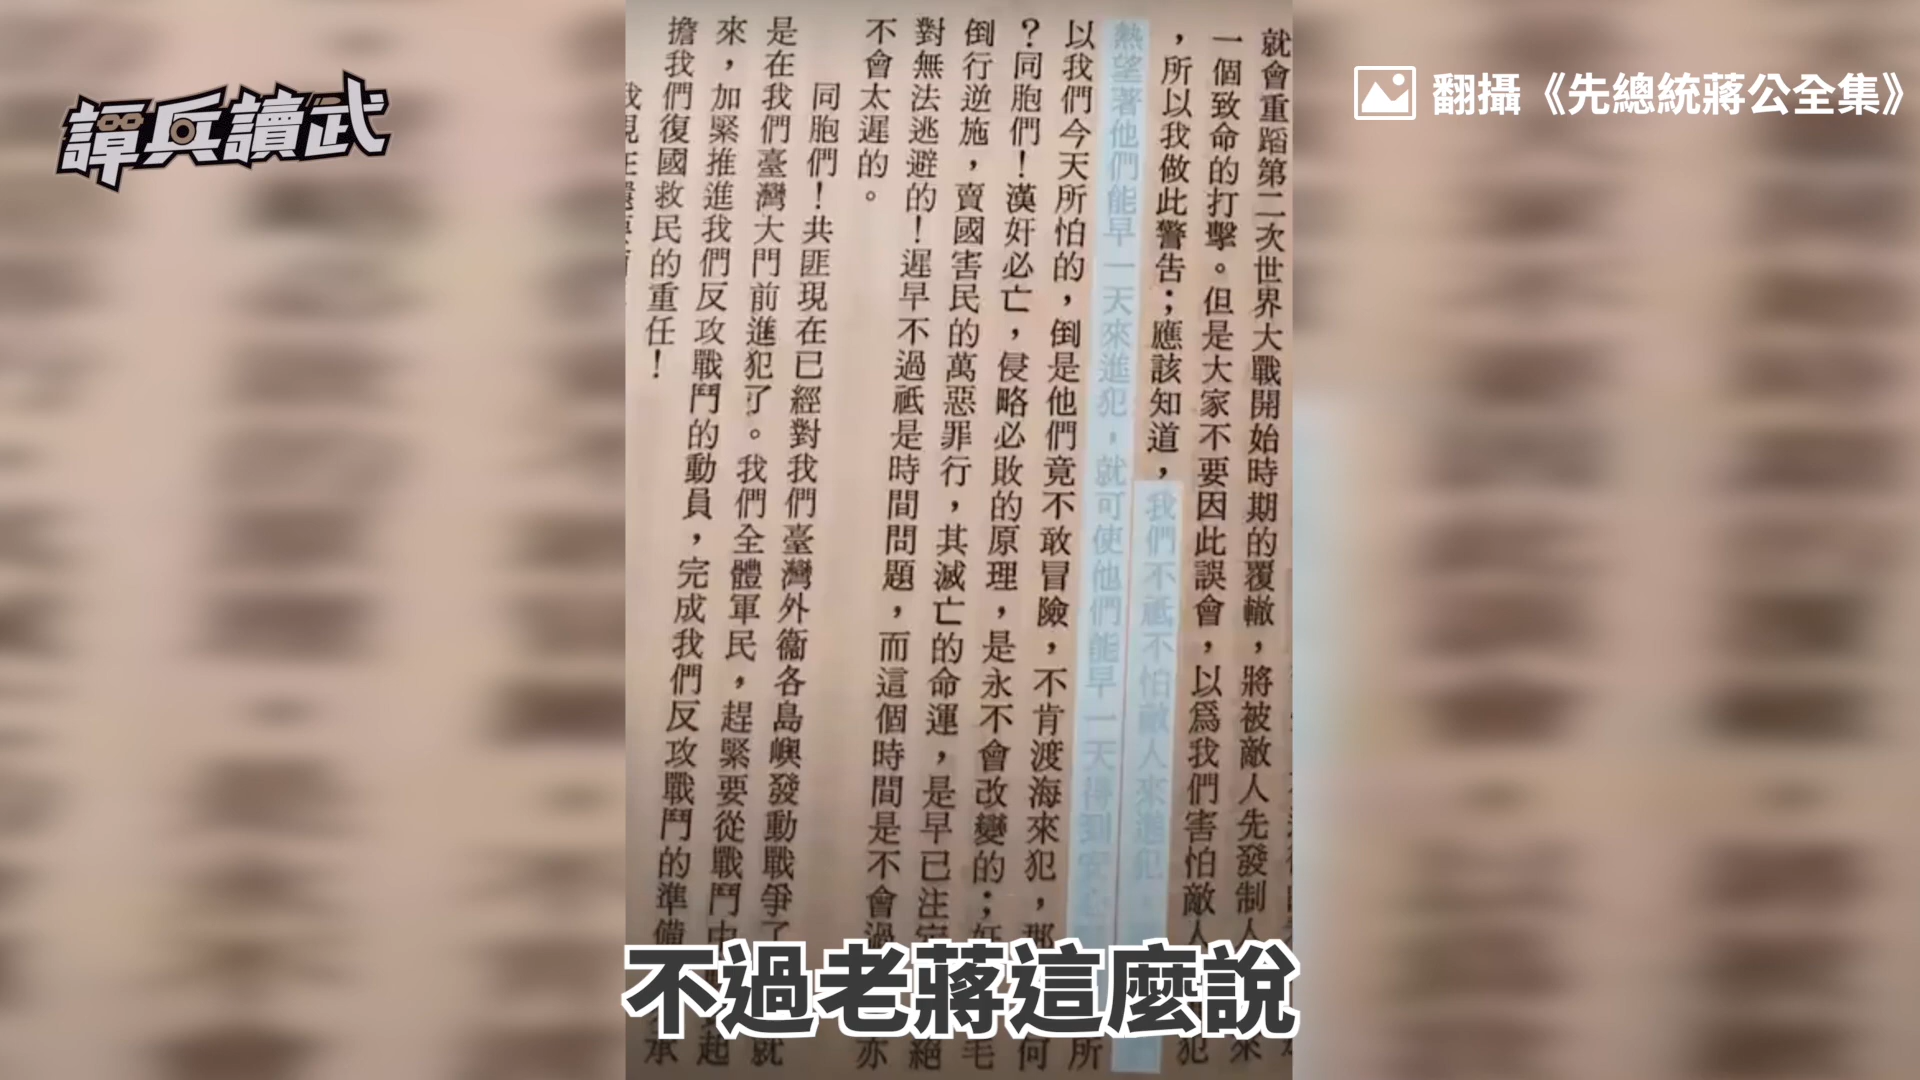 譚兵讀武
翻攝《先總統蔣公全集》
就會重蹈第二次世界大戰開始時期的覆轍，將被敵人先發制人
一個致命的打擊。但是大家不要因此誤會，以為我們害怕敵人
，所以我做此警告；應該知道，我們不祗不怕敵人來進犯，
熱望著他們能早一天來進犯，就可使他們能早一天得到安
以我們今天所怕的，倒是他們竟不敢冒險，不肯渡海來犯，那
？同胞們！漢奸必亡，侵略必敗的原理，是永不會改變的；
倒行逆施，賣國害民的萬惡罪行，其滅亡的命運，是早已注定
對無法逃避的！遲早不過祗是時間問題，而這個時間是不會過
不會太遲的。
同胞們！共匪現在已經對我們臺灣外衞各島嶼發動戰爭了
是在我們臺灣大門前進犯了。我們全體軍民，趕緊要從戰鬥中
來，加緊推進我們反攻戰鬥的動員，完成我們反攻戰鬥的準備
擔我們復國救民的重任！
不過老蔣這麼說